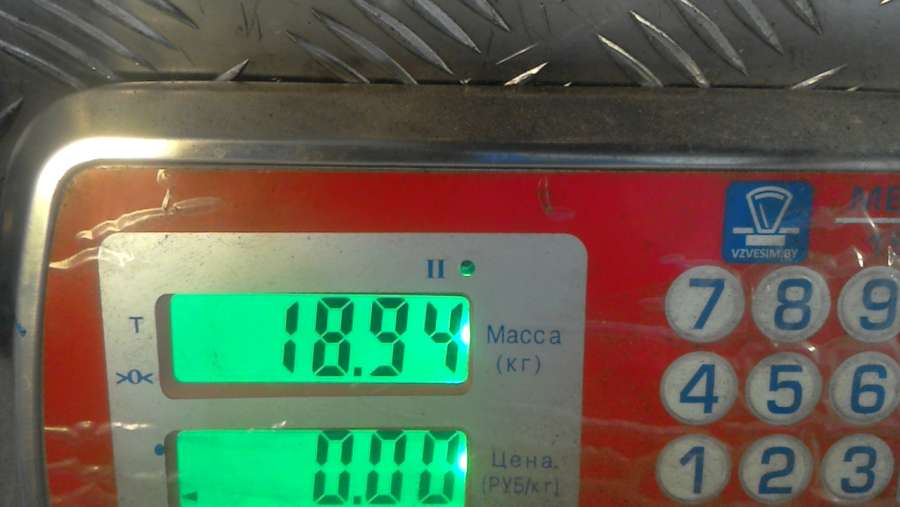 VZVESIM.BY
II
18.94
Т
Масса
(кг)
>0<
0.00
Цена.
(РУБ/кг)
7 8 9
4 5 6
1 2 3